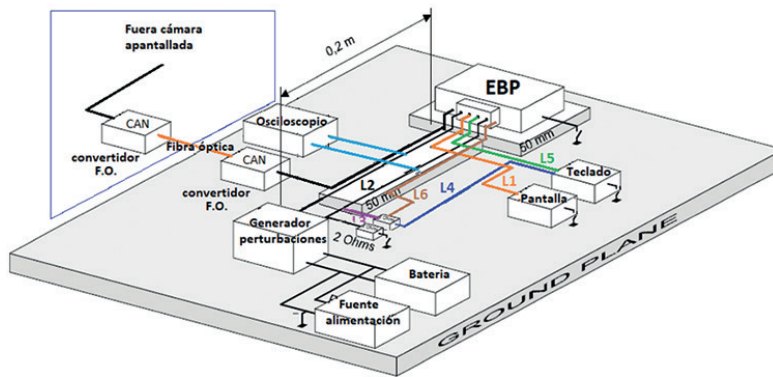 Fuera cámara
apantallada
0,2 m
EBP
CAN
Osciloscopio
convertidor
F.O.
Fibra óptica
CAN
convertidor
F.O.
50 mm
L5
L2
L6
L4
L1
Teclado
50 mm
Pantalla
Generador
perturbaciones
L3
2 Ohms
Bateria
Fuente
alimentación
GROUND PLANE